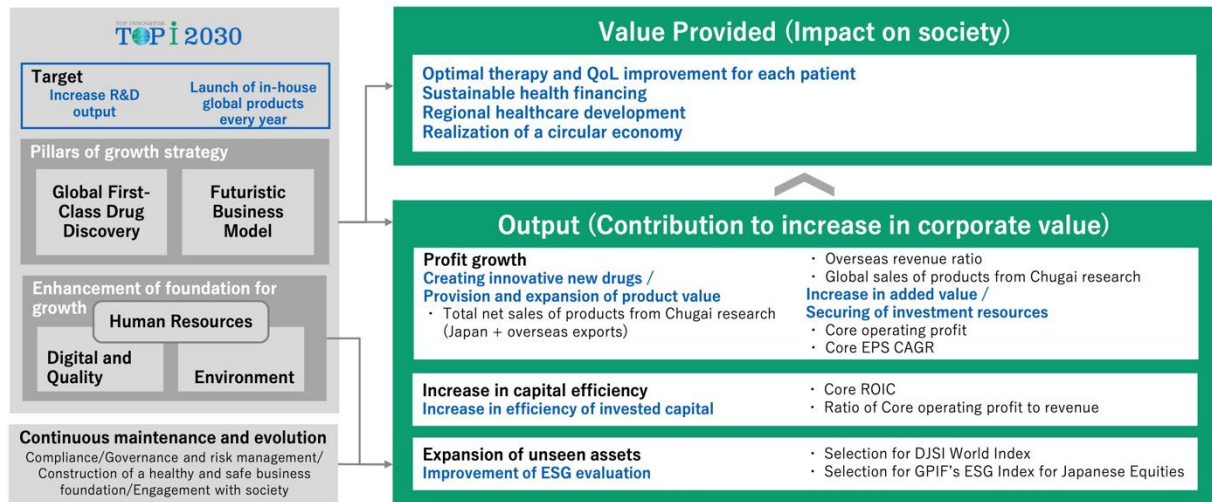 TOP INNOVATOR
TOP i 2030
Target
Increase R&D
output
Launch of in-house
global products
every year
Pillars of growth strategy
Global First-
Class Drug
Discovery
Futuristic
Business
Model
Enhancement of foundation for
growth
Human Resources
Digital and
Quality
Environment
Continuous maintenance and evolution
Compliance/Governance and risk management/
Construction of a healthy and safe business
foundation/Engagement with society
Value Provided (Impact on society)
Optimal therapy and QoL improvement for each patient
Sustainable health financing
Regional healthcare development
Realization of a circular economy
Output (Contribution to increase in corporate value)
Profit growth
Creating innovative new drugs /
Provision and expansion of product value
・ Total net sales of products from Chugai research
(Japan + overseas exports)
・ Overseas revenue ratio
・ Global sales of products from Chugai research
Increase in added value /
Securing of investment resources
・ Core operating profit
・ Core EPS CAGR
Increase in capital efficiency
Increase in efficiency of invested capital
・ Core ROIC
・ Ratio of Core operating profit to revenue
Expansion of unseen assets
Improvement of ESG evaluation
・ Selection for DJSI World Index
・ Selection for GPIF's ESG Index for Japanese Equities